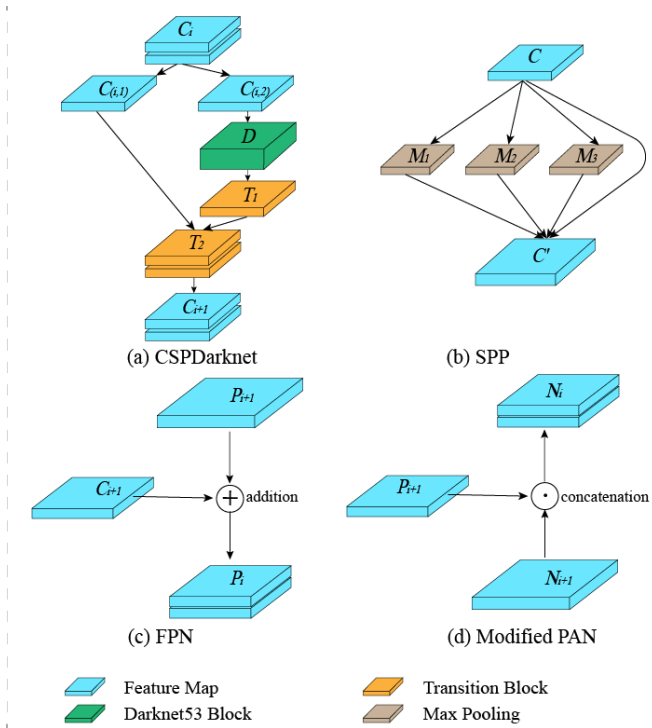 Ci
C(i,1)
C(i,2)
D
T1
T2
Ci+1
(a) CSPDarknet
C
M1
M2
M3
C'
(b) SPP
Pi+1
Ci+1
addition
Pi
(c) FPN
Ni
Pi+1
concatenation
Ni+1
(d) Modified PAN
Feature Map
Transition Block
Darknet53 Block
Max Pooling